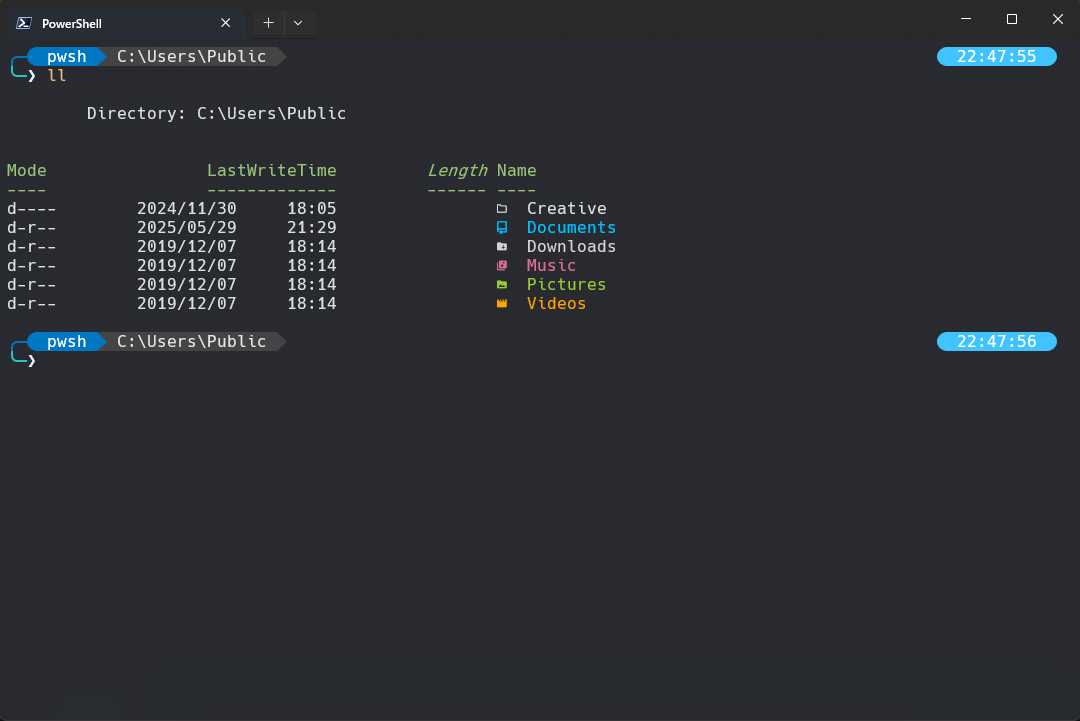 PowerShell
pwsh C:\Users\Public 22:47:55
❯ ll
Directory: C:\Users\Public
Mode LastWriteTime Length Name
---- ------------- ------ ----
d---- 2024/11/30 18:05 Creative
d-r-- 2025/05/29 21:29 Documents
d-r-- 2019/12/07 18:14 Downloads
d-r-- 2019/12/07 18:14 Music
d-r-- 2019/12/07 18:14 Pictures
d-r-- 2019/12/07 18:14 Videos
pwsh C:\Users\Public 22:47:56
❯